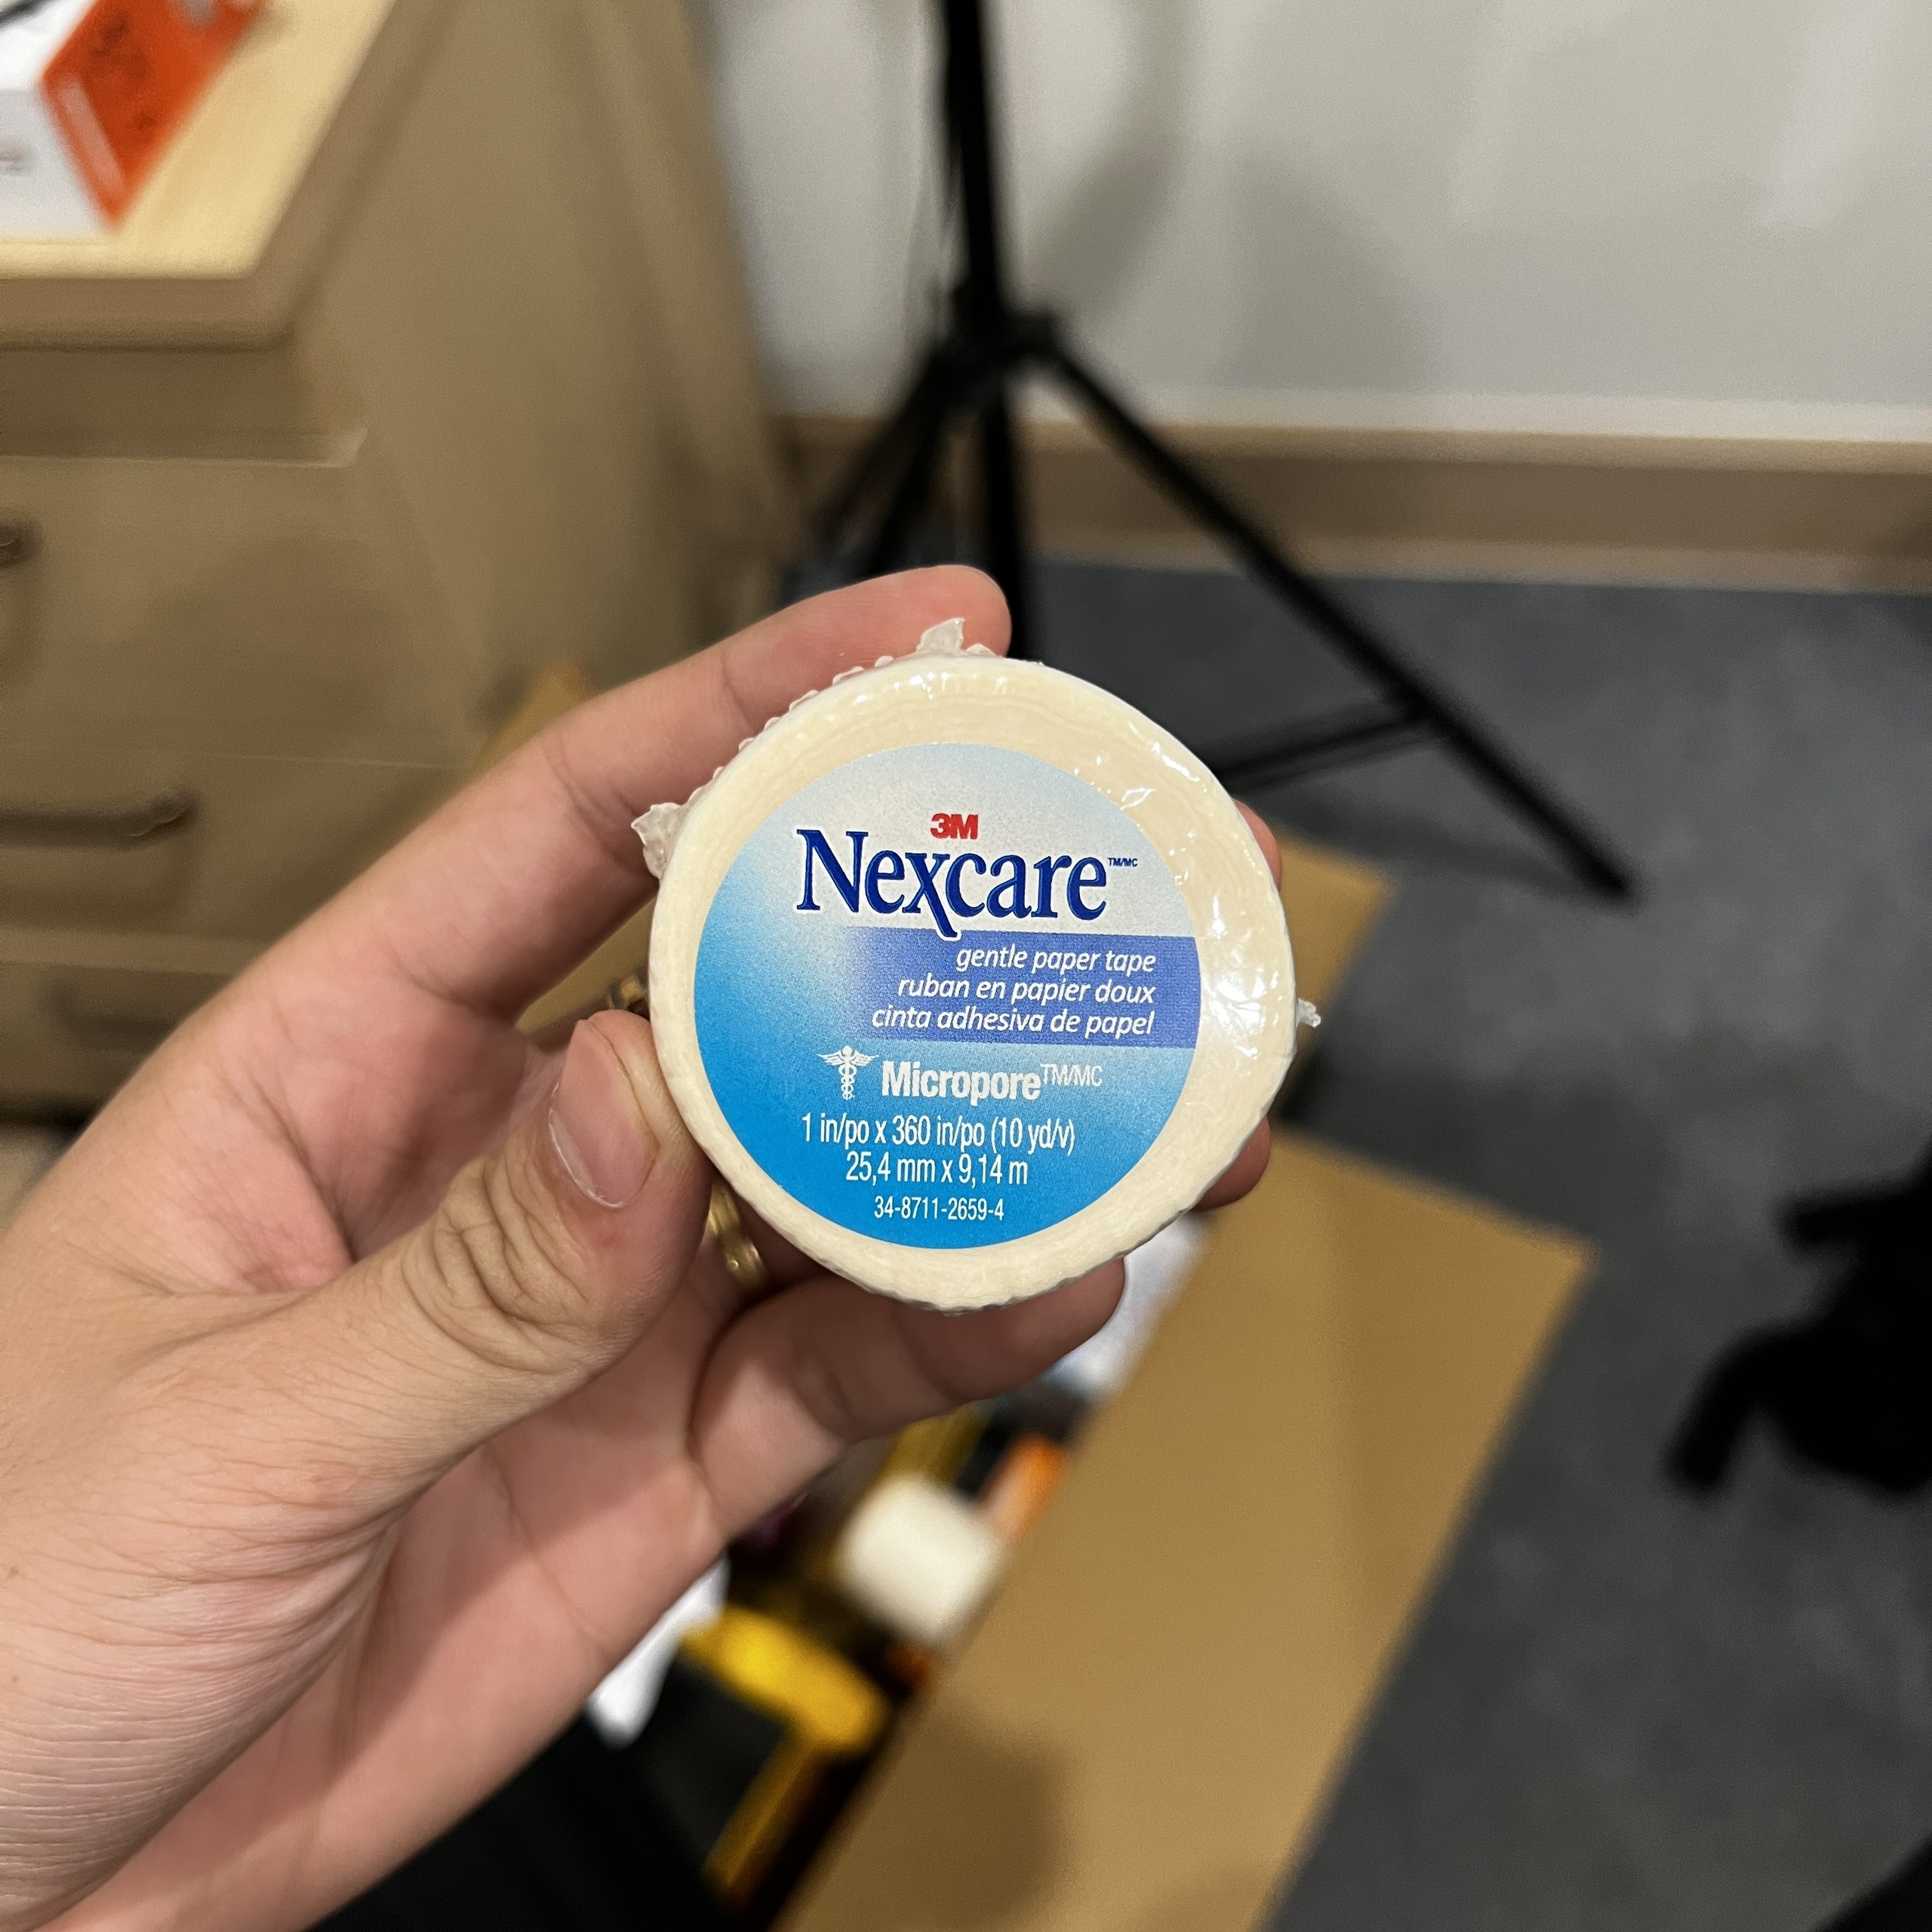 3M
Nexcare™/MC
gentle paper tape
ruban en papier doux
cinta adhesiva de papel
Micropore™/MC
1 in/po x 360 in/po (10 yd/v)
25,4 mm x 9,14 m
34-8711-2659-4